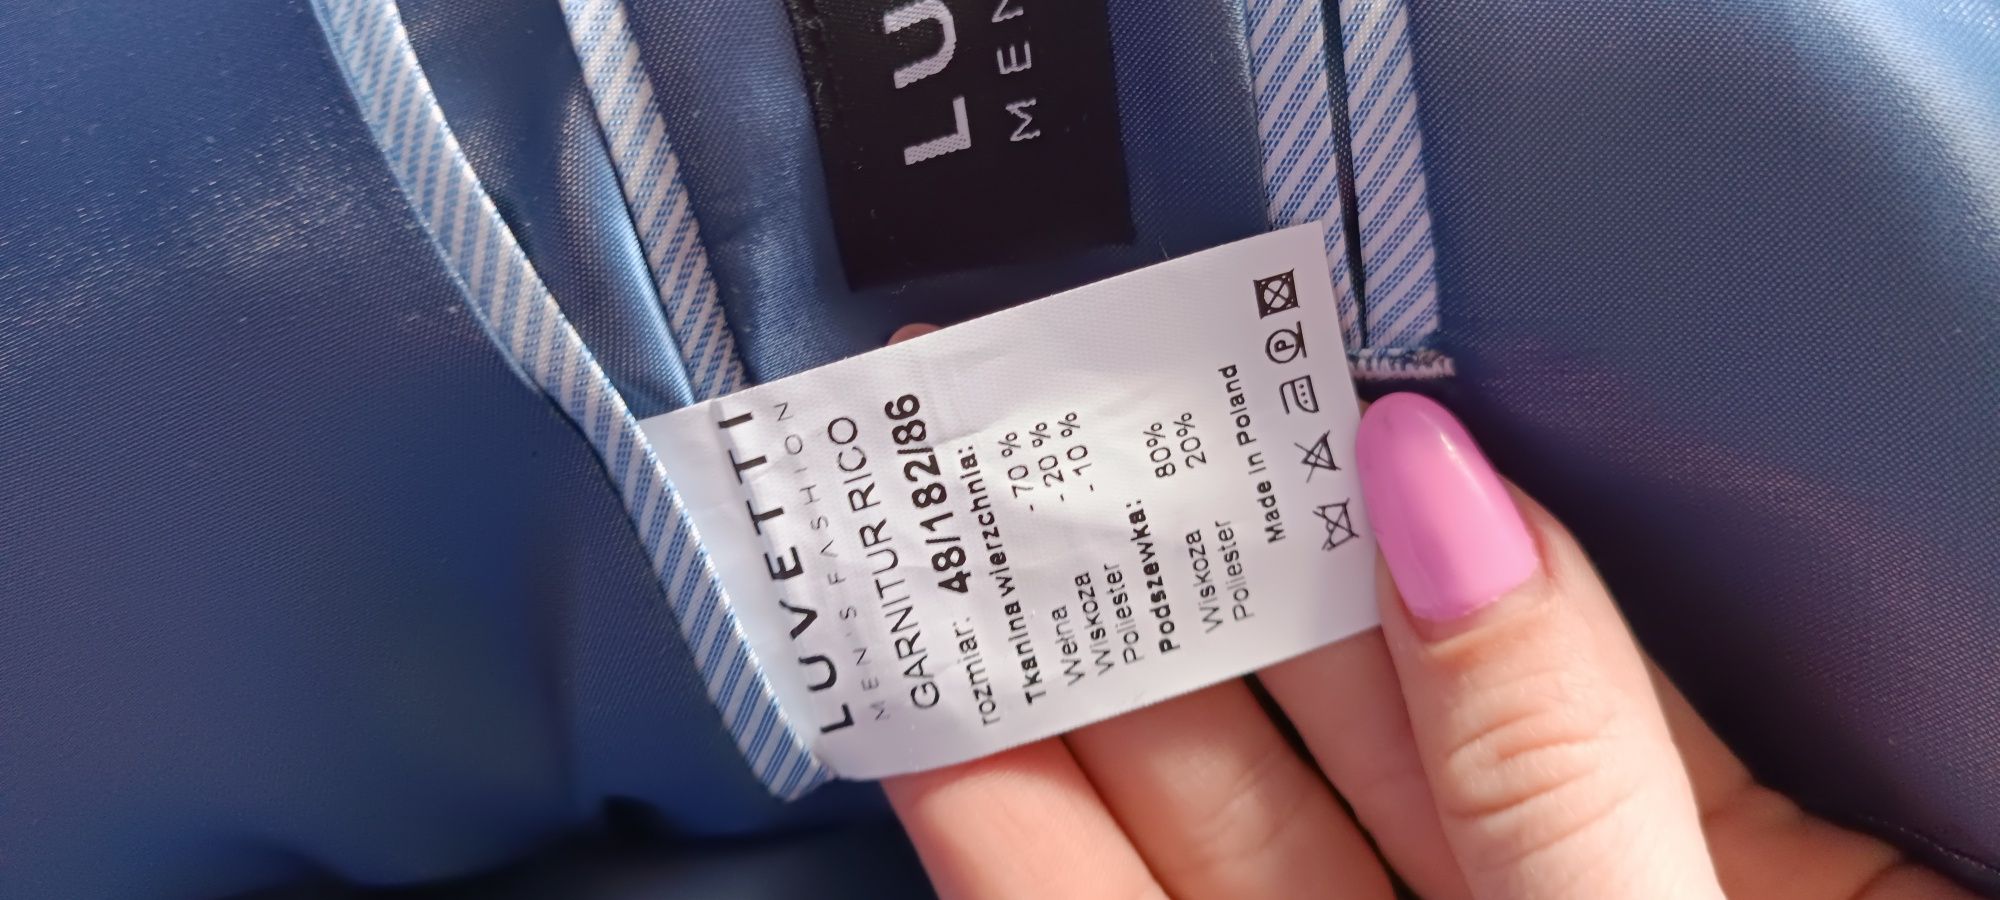 LU
MEN
LUVETTI
MEN'S FASHION
GARNITUR RICO
rozmiar: 48/182/86
Tkanina wierzchnia:
Wełna - 70 %
Wiskoza - 20 %
Poliester - 10 %
Podszewka:
Wiskoza 80%
Poliester 20%
Made in Poland
P